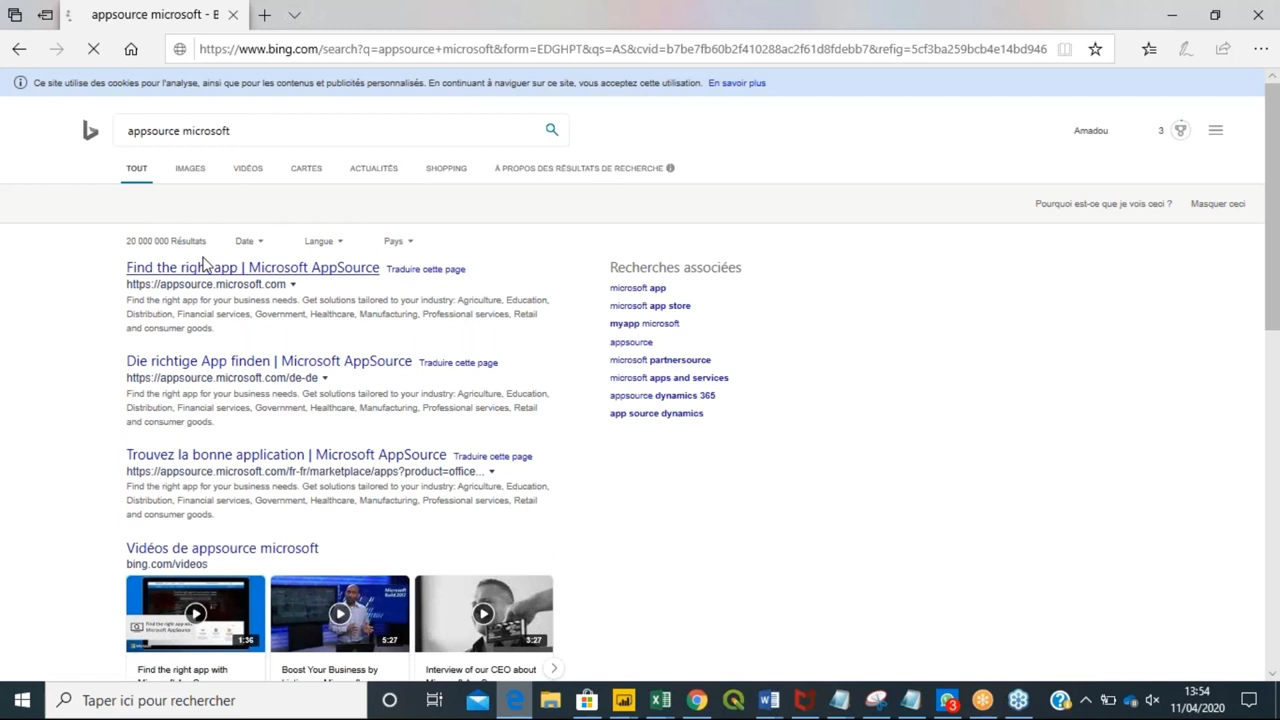 appsource microsoft - B
https://www.bing.com/search?q=appsource+microsoft&form=EDGHPT&qs=AS&cvid=b7be7fb60b2f410288ac2f61d8fdebb7&refig=5cf3ba259bcb4e14bd946
Ce site utilise des cookies pour l'analyse, ainsi que pour les contenus et publicités personnalisés. En continuant à naviguer sur ce site, vous acceptez cette utilisation. En savoir plus
appsource microsoft
Amadou 3
TOUT IMAGES VIDÉOS CARTES ACTUALITÉS SHOPPING À PROPOS DES RÉSULTATS DE RECHERCHE
Pourquoi est-ce que je vois ceci ? Masquer ceci
20 000 000 Résultats Date Langue Pays
Find the right app | Microsoft AppSource Traduire cette page
https://appsource.microsoft.com
Find the right app for your business needs. Get solutions tailored to your industry: Agriculture, Education,
Distribution, Financial services, Government, Healthcare, Manufacturing, Professional services, Retail
and consumer goods.
Die richtige App finden | Microsoft AppSource Traduire cette page
https://appsource.microsoft.com/de-de
Find the right app for your business needs. Get solutions tailored to your industry: Agriculture, Education,
Distribution, Financial services, Government, Healthcare, Manufacturing, Professional services, Retail
and consumer goods.
Trouvez la bonne application | Microsoft AppSource Traduire cette page
https://appsource.microsoft.com/fr-fr/marketplace/apps?product=office...
Find the right app for your business needs. Get solutions tailored to your industry: Agriculture, Education,
Distribution, Financial services, Government, Healthcare, Manufacturing, Professional services, Retail
and consumer goods.
Vidéos de appsource microsoft
bing.com/videos
Find the right app w
Microsoft AppSource
1:36
Microsoft
Build 2017
5:27
3:27
Find the right app with
Boost Your Business by
Interview of our CEO about
Recherches associées
microsoft app
microsoft app store
myapp microsoft
appsource
microsoft partnersource
microsoft apps and services
appsource dynamics 365
app source dynamics
Taper ici pour rechercher
3
13:54
11/04/2020